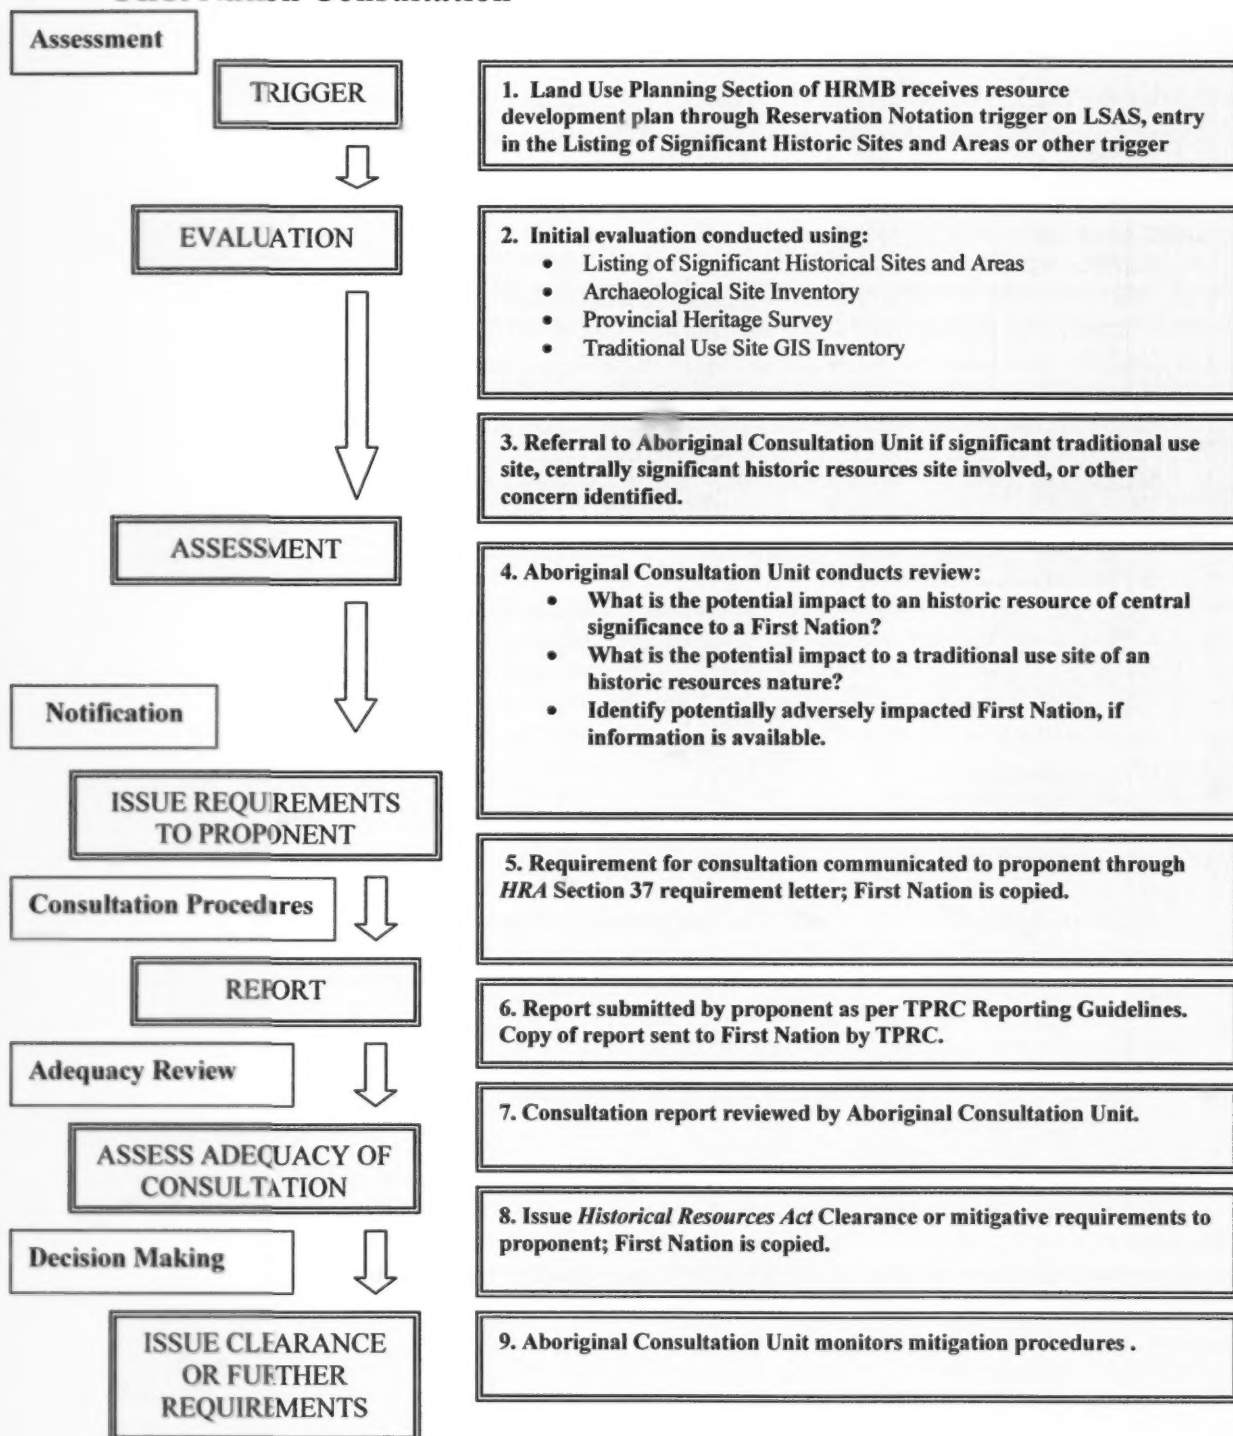 Assessment
TRIGGER
1. Land Use Planning Section of HRMB receives resource
development plan through Reservation Notation trigger on LSAS, entry
in the Listing of Significant Historic Sites and Areas or other trigger
EVALUATION
2. Initial evaluation conducted using:
• Listing of Significant Historical Sites and Areas
• Archaeological Site Inventory
• Provincial Heritage Survey
• Traditional Use Site GIS Inventory
3. Referral to Aboriginal Consultation Unit if significant traditional use
site, centrally significant historic resources site involved, or other
concern identified.
ASSESSMENT
4. Aboriginal Consultation Unit conducts review:
• What is the potential impact to an historic resource of central
significance to a First Nation?
• What is the potential impact to a traditional use site of an
historic resources nature?
• Identify potentially adversely impacted First Nation, if
information is available.
Notification
ISSUE REQUIREMENTS
TO PROPONENT
5. Requirement for consultation communicated to proponent through
HRA Section 37 requirement letter; First Nation is copied.
Consultation Procedures
REPORT
6. Report submitted by proponent as per TPRC Reporting Guidelines.
Copy of report sent to First Nation by TPRC.
Adequacy Review
7. Consultation report reviewed by Aboriginal Consultation Unit.
ASSESS ADEQUACY OF
CONSULTATION
8. Issue Historical Resources Act Clearance or mitigative requirements to
proponent; First Nation is copied.
Decision Making
ISSUE CLEARANCE
OR FURTHER
REQUIREMENTS
9. Aboriginal Consultation Unit monitors mitigation procedures .